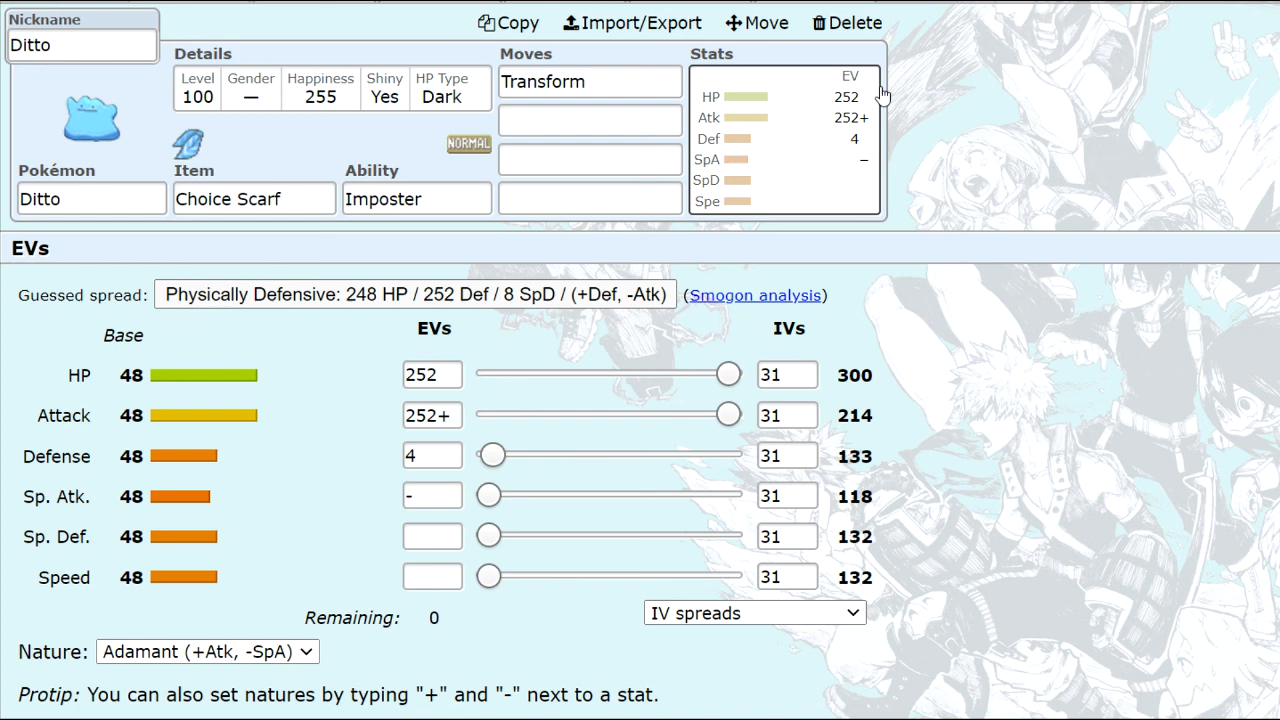 Nickname
Ditto
Copy Import/Export Move Delete
Details
Level Gender Happiness Shiny HP Type
100 — 255 Yes Dark
NORMAL
Pokémon Item Ability
Ditto Choice Scarf Imposter
Moves
Transform
Stats
EV
HP 252
Atk 252+
Def 4
SpA −
SpD
Spe
EVs
Guessed spread: Physically Defensive: 248 HP / 252 Def / 8 SpD / (+Def, -Atk) (Smogon analysis)
Base EVs IVs
HP 48 252 31 300
Attack 48 252+ 31 214
Defense 48 4 31 133
Sp. Atk. 48 - 31 118
Sp. Def. 48 31 132
Speed 48 31 132
Remaining: 0 IV spreads
Nature: Adamant (+Atk, -SpA)
Protip: You can also set natures by typing "+" and "-" next to a stat.